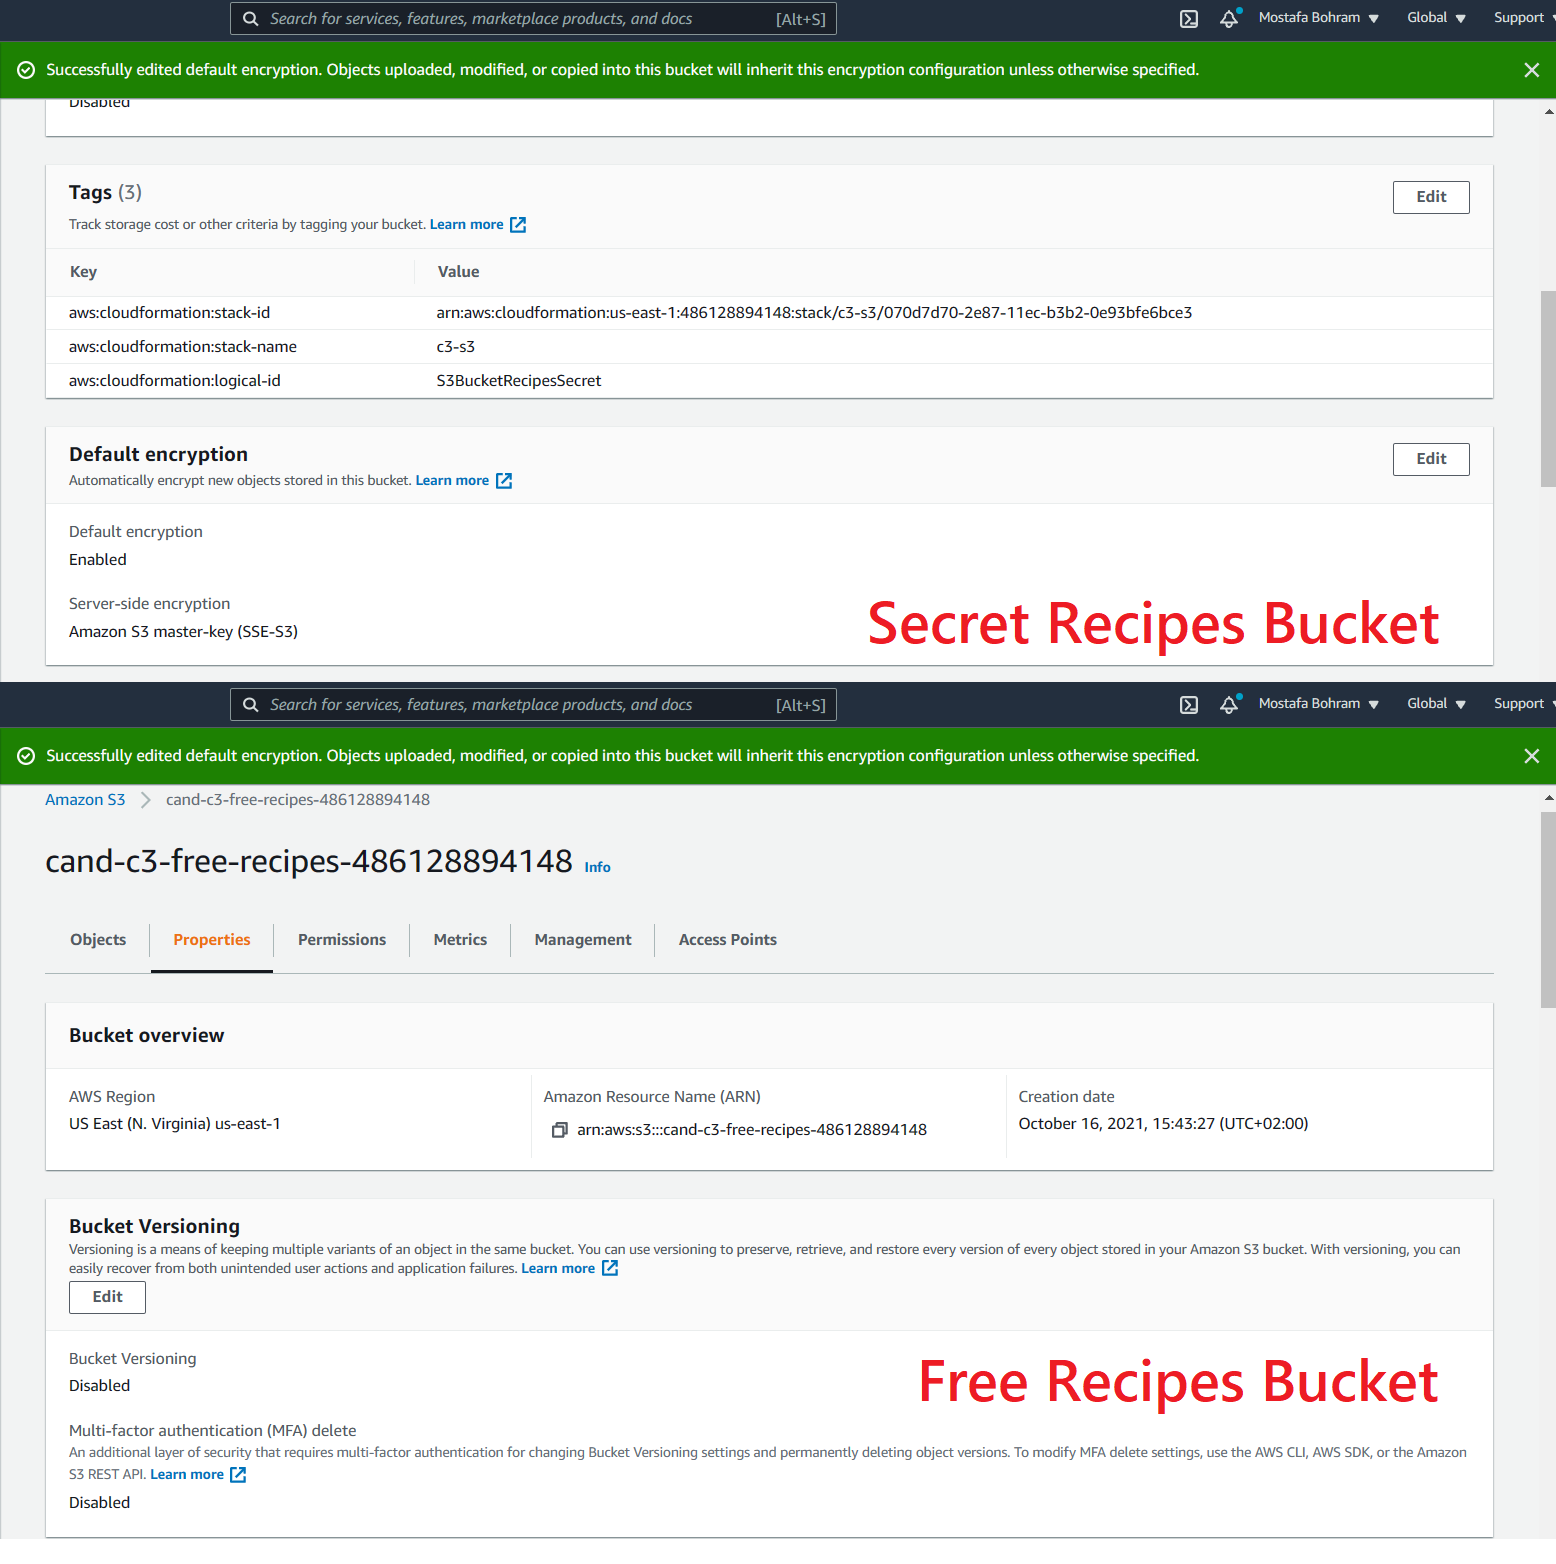 Search for services, features, marketplace products, and docs [Alt+S] Mostafa Bohram Global Support
Successfully edited default encryption. Objects uploaded, modified, or copied into this bucket will inherit this encryption configuration unless otherwise specified.
Disabled
Tags (3)
Edit
Track storage cost or other criteria by tagging your bucket. Learn more
Key Value
aws:cloudformation:stack-id arn:aws:cloudformation:us-east-1:486128894148:stack/c3-s3/070d7d70-2e87-11ec-b3b2-0e93bfe6bce3
aws:cloudformation:stack-name c3-s3
aws:cloudformation:logical-id S3BucketRecipesSecret
Default encryption
Edit
Automatically encrypt new objects stored in this bucket. Learn more
Default encryption
Enabled
Server-side encryption
Amazon S3 master-key (SSE-S3)
Secret Recipes Bucket
Search for services, features, marketplace products, and docs [Alt+S] Mostafa Bohram Global Support
Successfully edited default encryption. Objects uploaded, modified, or copied into this bucket will inherit this encryption configuration unless otherwise specified.
Amazon S3 cand-c3-free-recipes-486128894148
cand-c3-free-recipes-486128894148 Info
Objects Properties Permissions Metrics Management Access Points
Bucket overview
AWS Region Amazon Resource Name (ARN) Creation date
US East (N. Virginia) us-east-1 arn:aws:s3:::cand-c3-free-recipes-486128894148 October 16, 2021, 15:43:27 (UTC+02:00)
Bucket Versioning
Versioning is a means of keeping multiple variants of an object in the same bucket. You can use versioning to preserve, retrieve, and restore every version of every object stored in your Amazon S3 bucket. With versioning, you can
easily recover from both unintended user actions and application failures. Learn more
Edit
Bucket Versioning
Disabled
Free Recipes Bucket
Multi-factor authentication (MFA) delete
An additional layer of security that requires multi-factor authentication for changing Bucket Versioning settings and permanently deleting object versions. To modify MFA delete settings, use the AWS CLI, AWS SDK, or the Amazon
S3 REST API. Learn more
Disabled